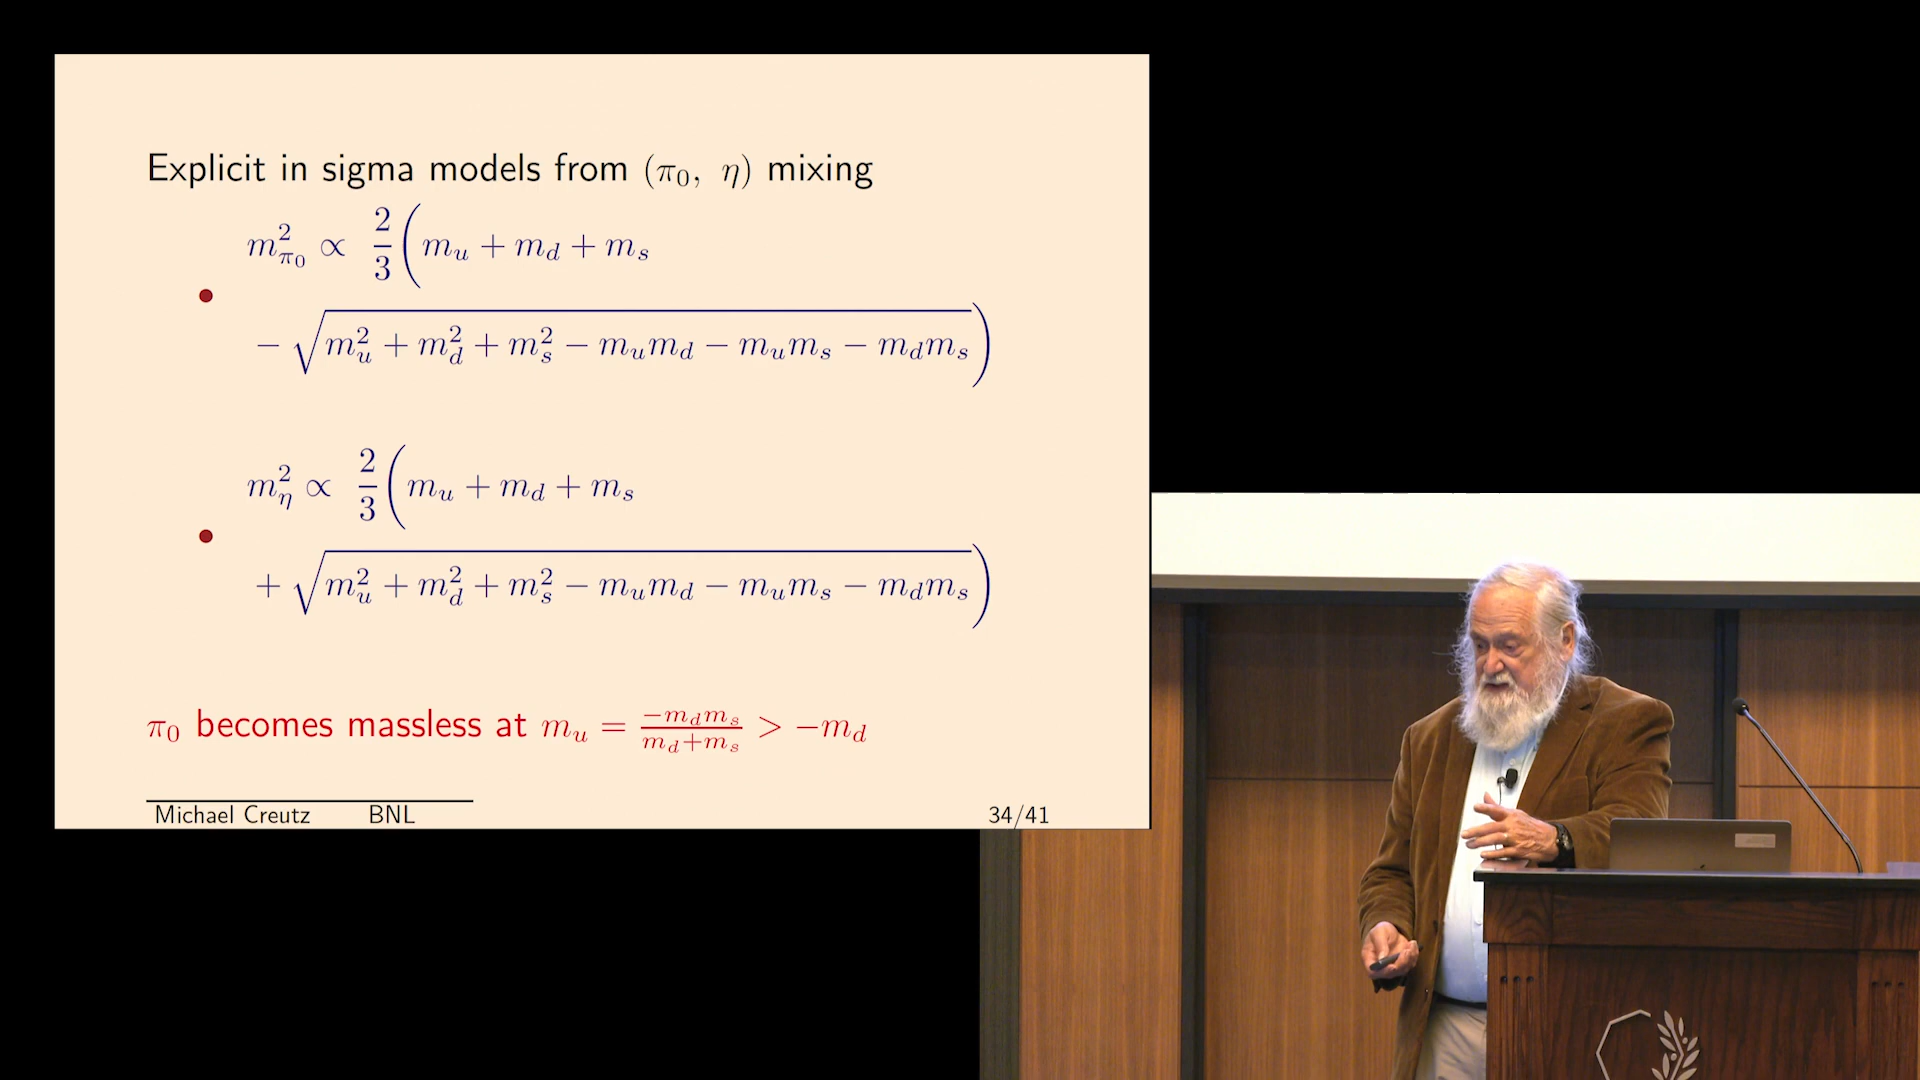 Explicit in sigma models from (π₀, η) mixing
m²_{π₀} ∝ 2/3 ( m_u + m_d + m_s
− √(m_u² + m_d² + m_s² − m_u m_d − m_u m_s − m_d m_s) )
m²_η ∝ 2/3 ( m_u + m_d + m_s
+ √(m_u² + m_d² + m_s² − m_u m_d − m_u m_s − m_d m_s) )
π₀ becomes massless at m_u = −m_d m_s / (m_d + m_s) > −m_d
Michael Creutz BNL 34/41